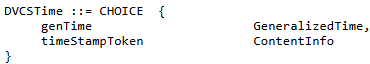 DVCSTime ::= CHOICE  {
     genTime                      GeneralizedTime,
     timeStampToken               ContentInfo
}